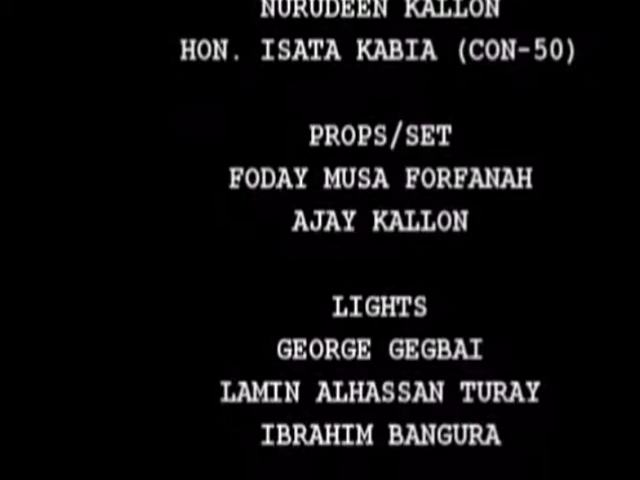 NURUDEEN KALLON
HON. ISATA KABIA (CON-50)
PROPS/SET
FODAY MUSA FORFANAH
AJAY KALLON
LIGHTS
GEORGE GEGBAI
LAMIN ALHASSAN TURAY
IBRAHIM BANGURA